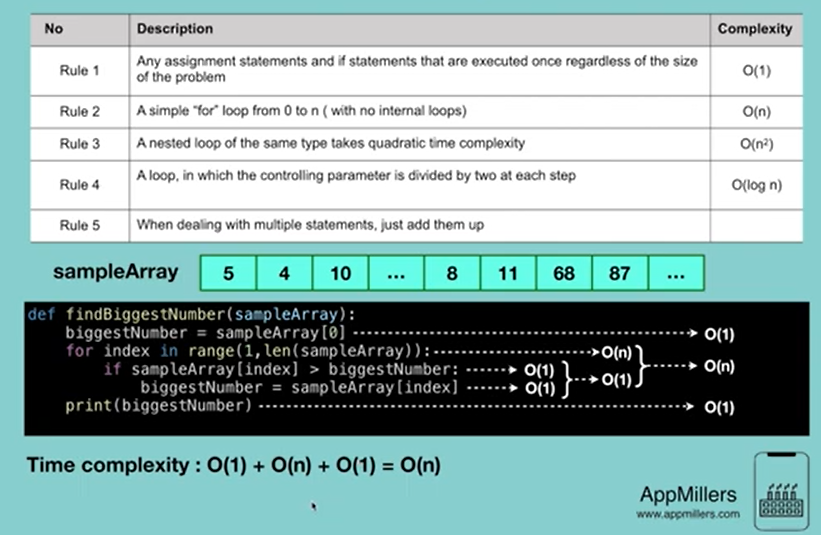 No Description Complexity
Rule 1 Any assignment statements and if statements that are executed once regardless of the size
of the problem O(1)
Rule 2 A simple “for” loop from 0 to n ( with no internal loops) O(n)
Rule 3 A nested loop of the same type takes quadratic time complexity O(n²)
Rule 4 A loop, in which the controlling parameter is divided by two at each step O(log n)
Rule 5 When dealing with multiple statements, just add them up
sampleArray 5 4 10 ... 8 11 68 87 ...
def findBiggestNumber(sampleArray):
biggestNumber = sampleArray[0] O(1)
for index in range(1,len(sampleArray)): O(n)
if sampleArray[index] > biggestNumber: O(1) O(n)
biggestNumber = sampleArray[index] O(1) O(1)
print(biggestNumber) O(1)
Time complexity : O(1) + O(n) + O(1) = O(n)
AppMillers
www.appmillers.com